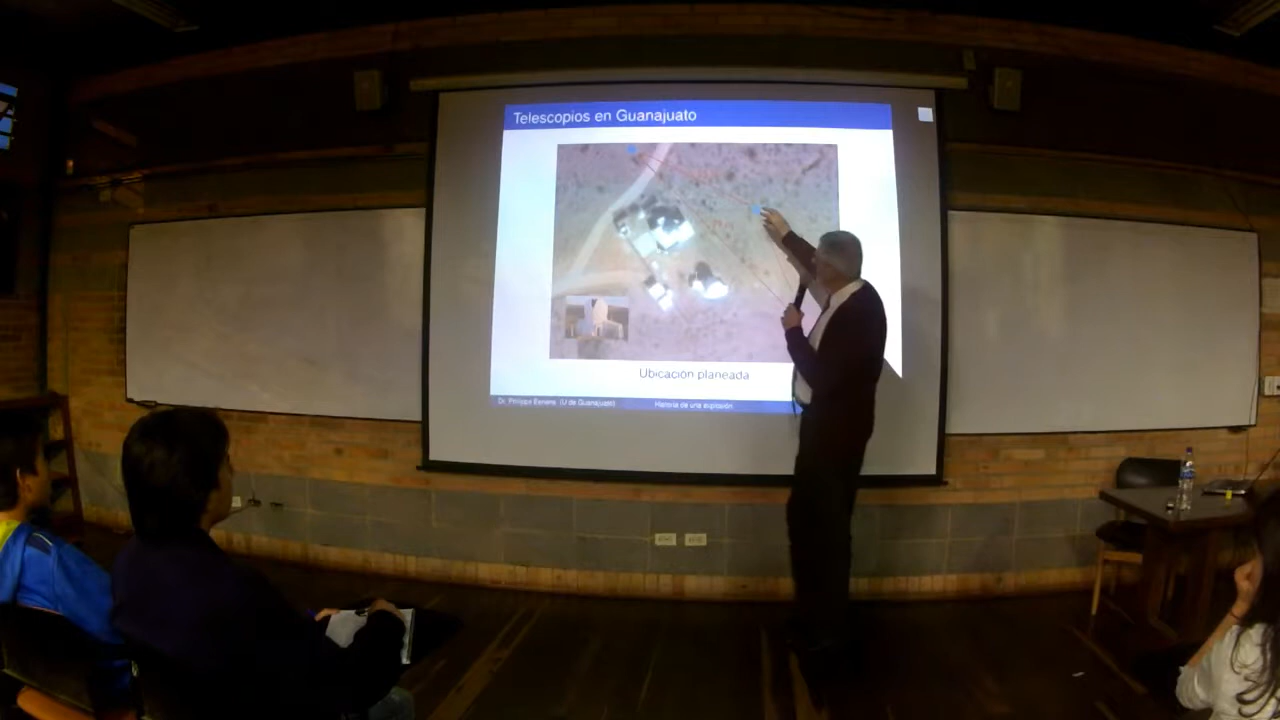 Telescopios en Guanajuato
Ubicación planeada
Dr. Philippe Eenens (U de Guanajuato)
Historia de una explosión